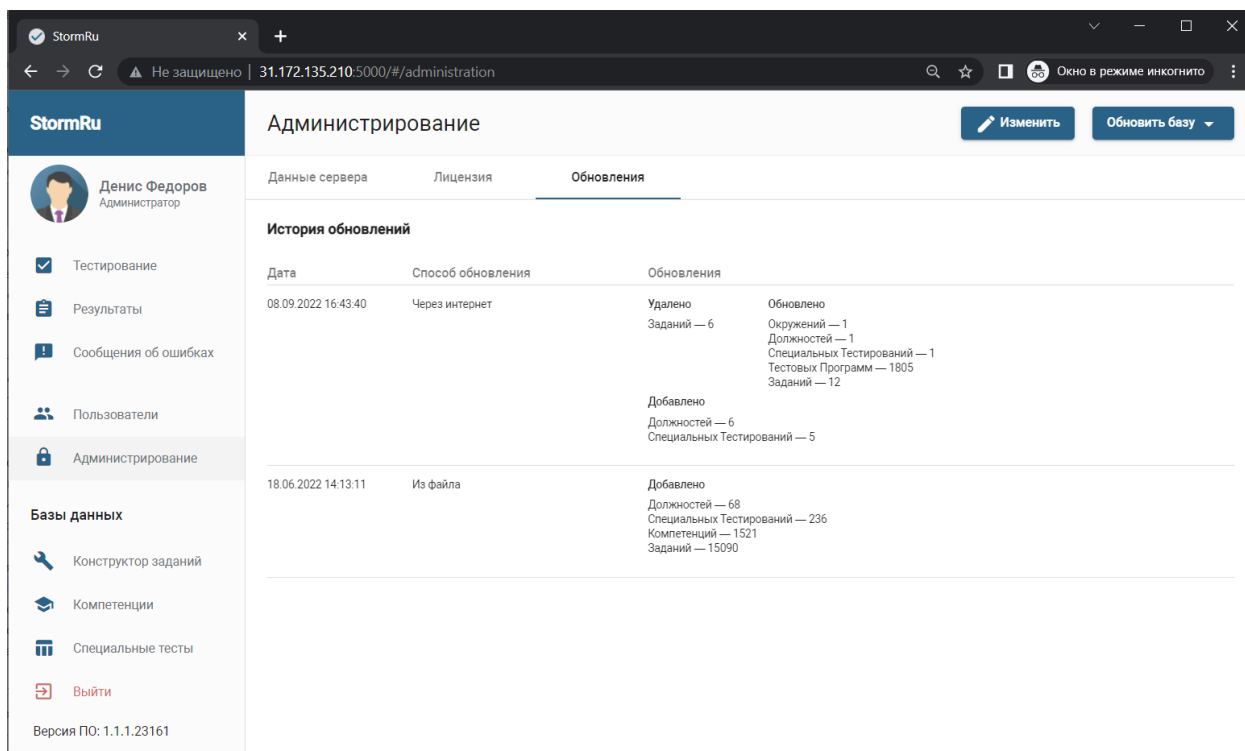 StormRu
Не защищено | 31.172.135.210:5000/#/administration
Окно в режиме инкогнито
StormRu
Администрирование
Изменить
Обновить базу
Денис Федоров
Администратор
Данные сервера
Лицензия
Обновления
Тестирование
Результаты
Сообщения об ошибках
Пользователи
Администрирование
Базы данных
Конструктор заданий
Компетенции
Специальные тесты
Выйти
Версия ПО: 1.1.1.23161
История обновлений
Дата
Способ обновления
Обновления
08.09.2022 16:43:40
Через интернет
Удалено
Заданий — 6
Обновлено
Окружений — 1
Должностей — 1
Специальных Тестирований — 1
Тестовых Программ — 1805
Заданий — 12
Добавлено
Должностей — 6
Специальных Тестирований — 5
18.06.2022 14:13:11
Из файла
Добавлено
Должностей — 68
Специальных Тестирований — 236
Компетенций — 1521
Заданий — 15090